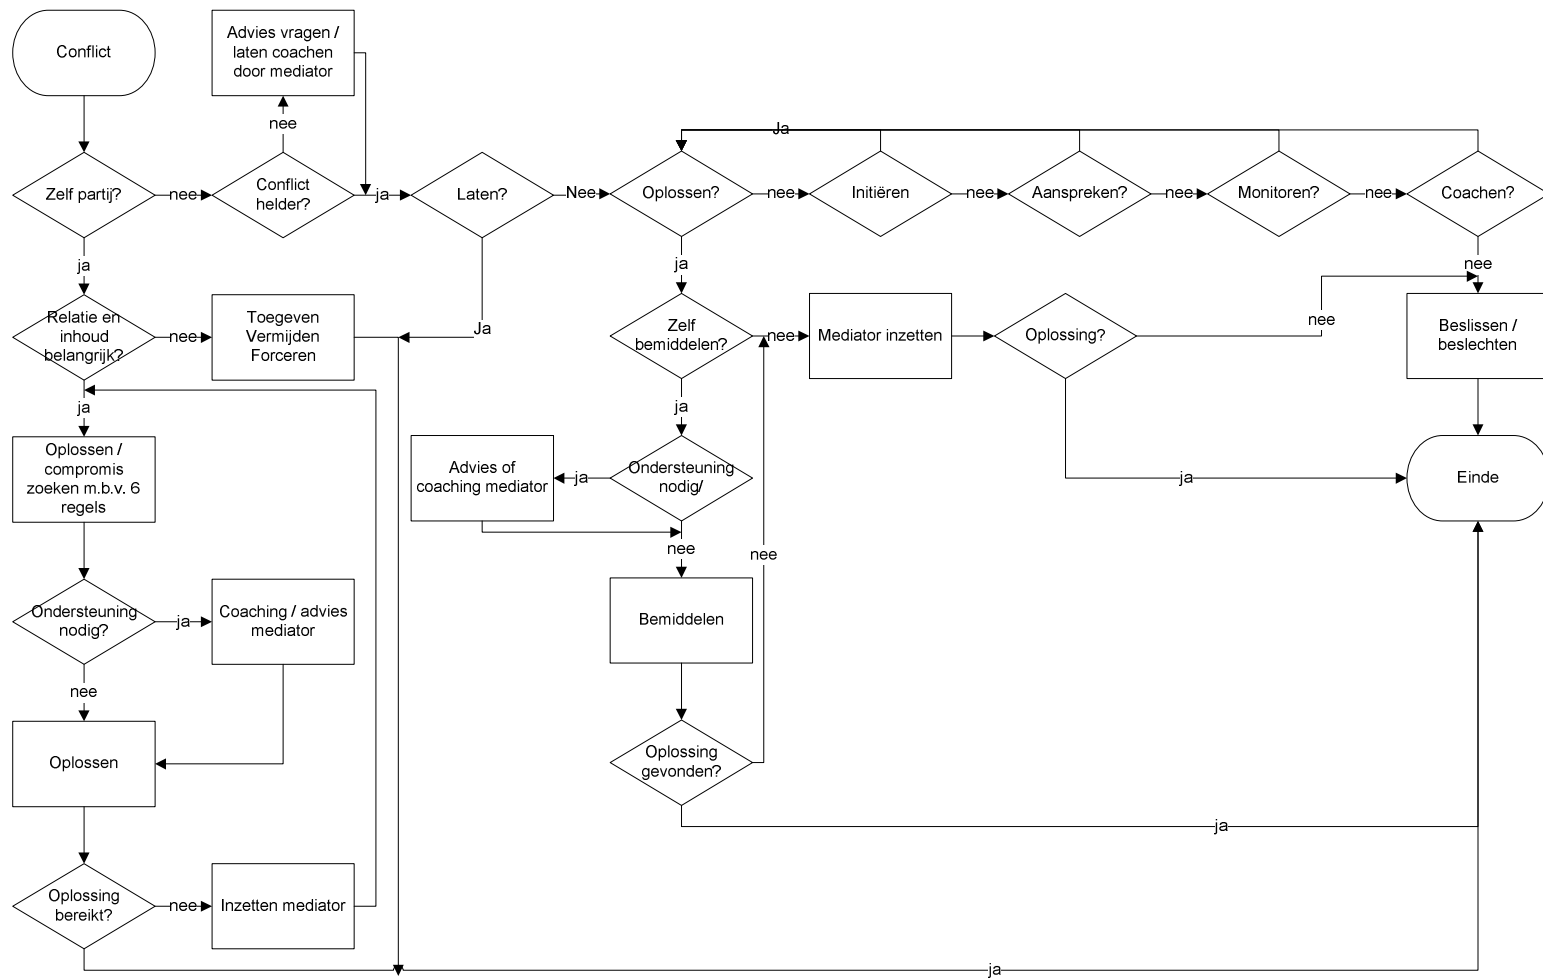 Conflict
Advies vragen /
laten coachen
door mediator
nee
Ja
Zelf partij?
nee
Conflict
helder?
ja
Laten?
Nee
Oplossen?
nee
Initiëren
nee
Aanspreken?
nee
Monitoren?
nee
Coachen?
ja
ja
nee
Relatie en
inhoud
belangrijk?
nee
Toegeven
Vermijden
Forceren
Ja
Zelf
bemiddelen?
nee
Mediator inzetten
Oplossing?
nee
Beslissen /
beslechten
ja
ja
Oplossen /
compromis
zoeken m.b.v. 6
regels
Advies of
coaching mediator
ja
Ondersteuning
nodig/
ja
Einde
nee
nee
Ondersteuning
nodig?
ja
Coaching / advies
mediator
Bemiddelen
nee
Oplossen
Oplossing
gevonden?
ja
Oplossing
bereikt?
nee
Inzetten mediator
ja